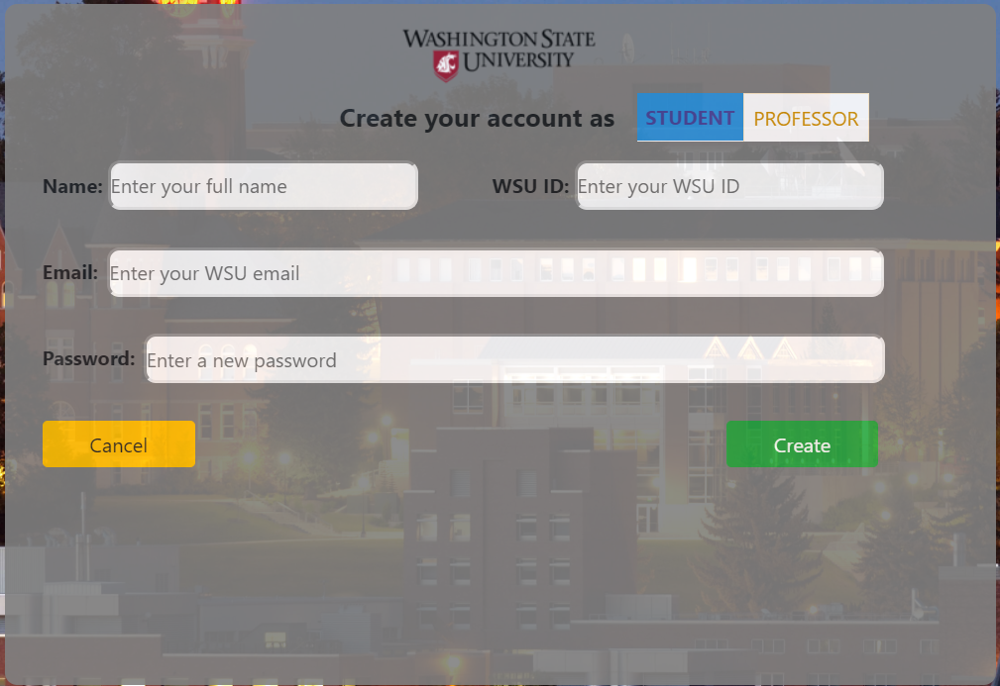 WASHINGTON STATE
UNIVERSITY
Create your account as STUDENT PROFESSOR
Name: Enter your full name WSU ID: Enter your WSU ID
Email: Enter your WSU email
Password: Enter a new password
Cancel Create